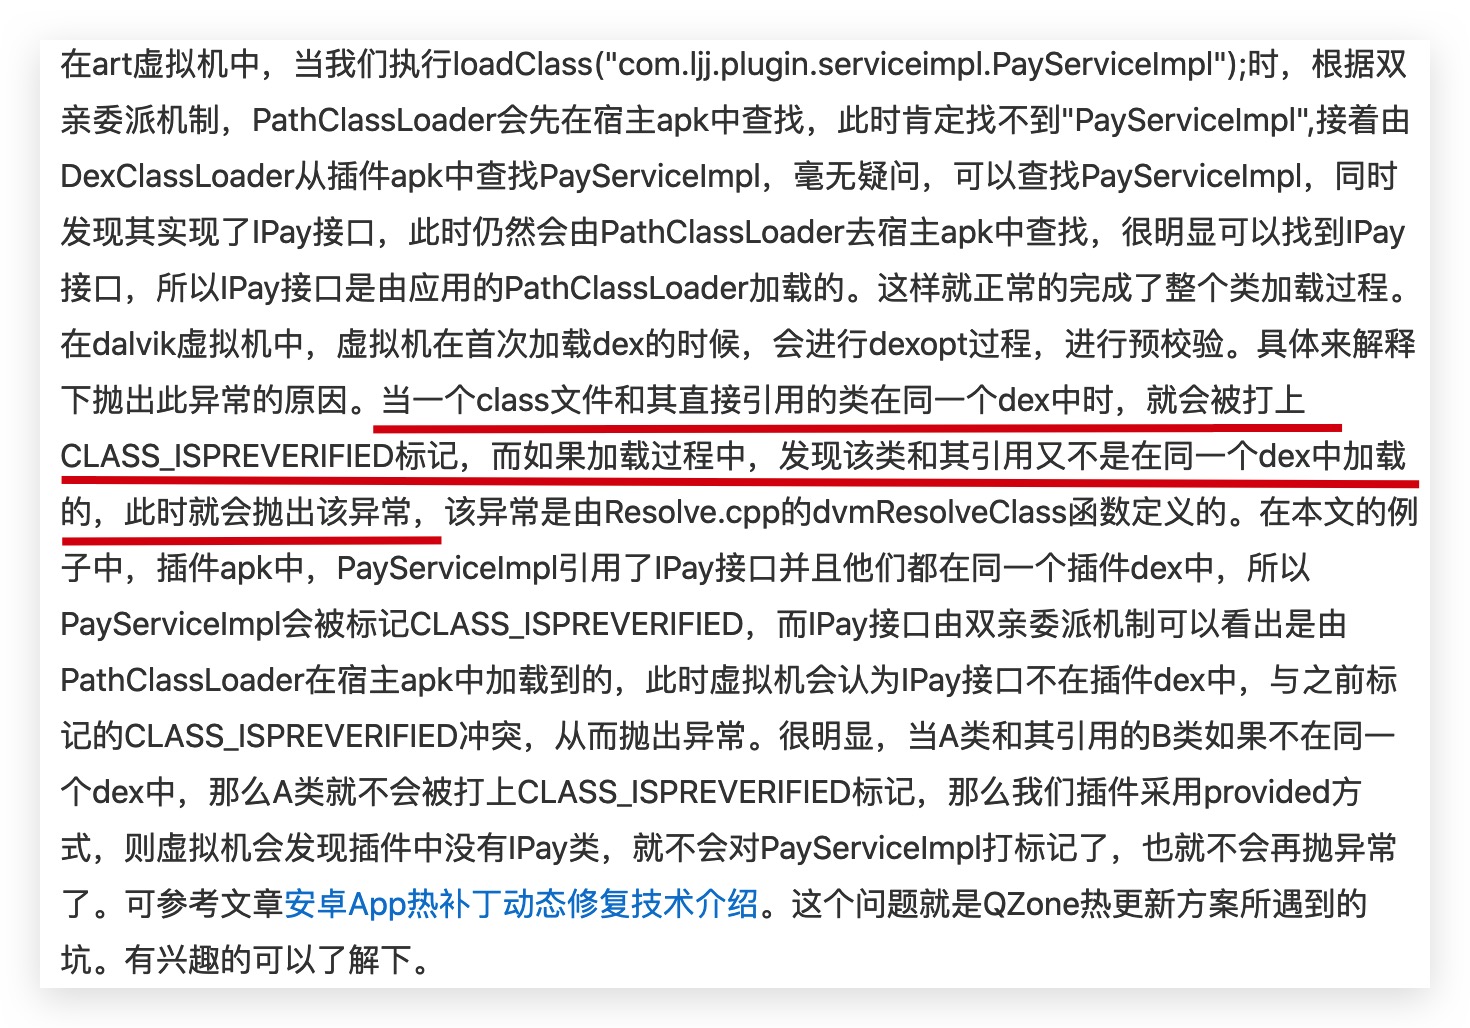 在art虚拟机中，当我们执行loadClass("com.ljj.plugin.serviceimpl.PayServiceImpl");时，根据双
亲委派机制，PathClassLoader会先在宿主apk中查找，此时肯定找不到"PayServiceImpl",接着由
DexClassLoader从插件apk中查找PayServiceImpl，毫无疑问，可以查找PayServiceImpl，同时
发现其实现了IPay接口，此时仍然会由PathClassLoader去宿主apk中查找，很明显可以找到IPay
接口，所以IPay接口是由应用的PathClassLoader加载的。这样就正常的完成了整个类加载过程。
在dalvik虚拟机中，虚拟机在首次加载dex的时候，会进行dexopt过程，进行预校验。具体来解释
下抛出此异常的原因。当一个class文件和其直接引用的类在同一个dex中时，就会被打上
CLASS_ISPREVERIFIED标记，而如果加载过程中，发现该类和其引用又不是在同一个dex中加载
的，此时就会抛出该异常，该异常是由Resolve.cpp的dvmResolveClass函数定义的。在本文的例
子中，插件apk中，PayServiceImpl引用了IPay接口并且他们都在同一个插件dex中，所以
PayServiceImpl会被标记CLASS_ISPREVERIFIED，而IPay接口由双亲委派机制可以看出是由
PathClassLoader在宿主apk中加载到的，此时虚拟机会认为IPay接口不在插件dex中，与之前标
记的CLASS_ISPREVERIFIED冲突，从而抛出异常。很明显，当A类和其引用的B类如果不在同一
个dex中，那么A类就不会被打上CLASS_ISPREVERIFIED标记，那么我们插件采用provided方
式，则虚拟机会发现插件中没有IPay类，就不会对PayServiceImpl打标记了，也就不会再抛异常
了。可参考文章安卓App热补丁动态修复技术介绍。这个问题就是QZone热更新方案所遇到的
坑。有兴趣的可以了解下。